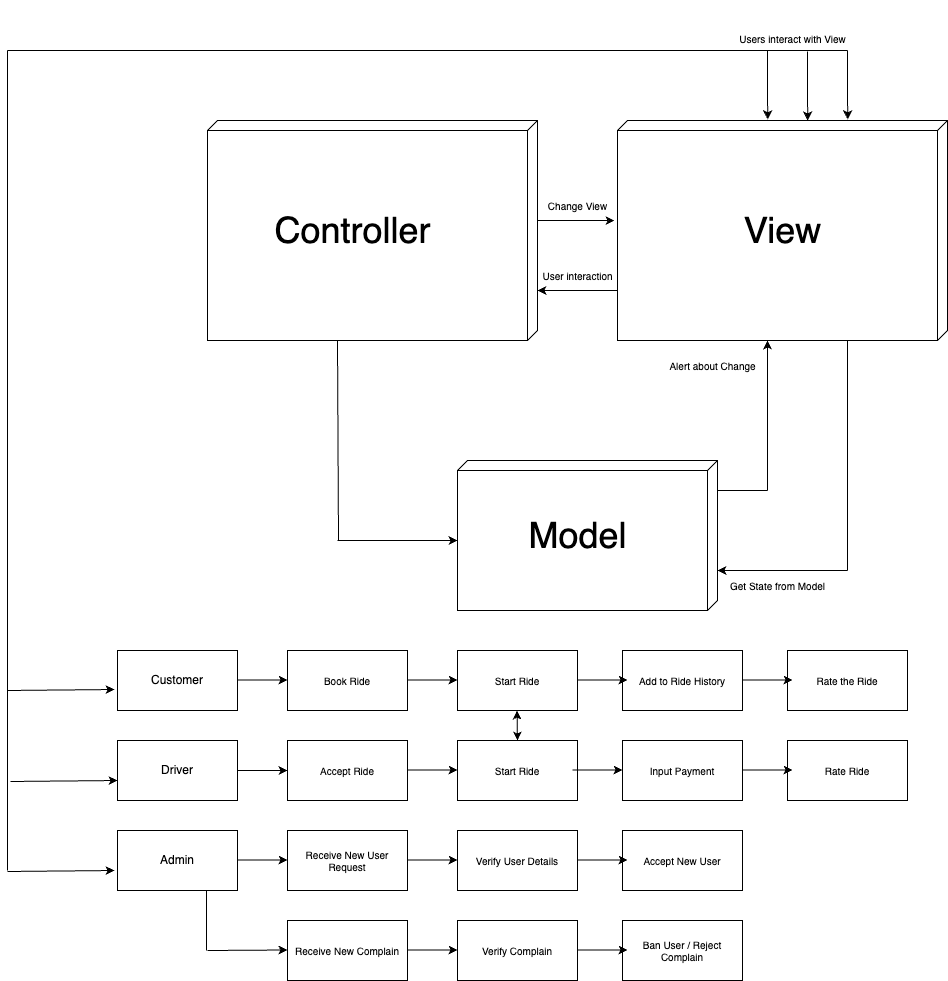 Users interact with View
Controller
Change View
View
User interaction
Alert about Change
Model
Get State from Model
Customer
Book Ride
Start Ride
Add to Ride History
Rate the Ride
Driver
Accept Ride
Start Ride
Input Payment
Rate Ride
Admin
Receive New User
Request
Verify User Details
Accept New User
Receive New Complain
Verify Complain
Ban User / Reject
Complain